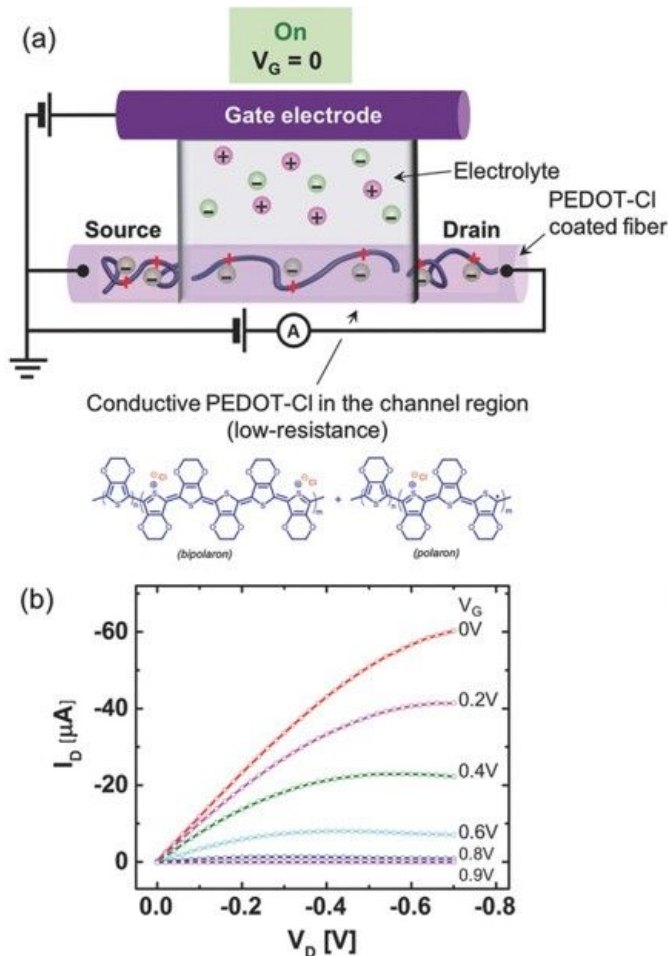 (a)
On
V_G = 0
Gate electrode
Electrolyte
PEDOT-Cl
coated fiber
Source
Drain
A
Conductive PEDOT-Cl in the channel region
(low-resistance)
(bipolaron)
+
(polaron)
(b)
V_G
0V
0.2V
0.4V
0.6V
0.8V
0.9V
-60
-40
-20
0
I_D [µA]
0.0 -0.2 -0.4 -0.6 -0.8
V_D [V]